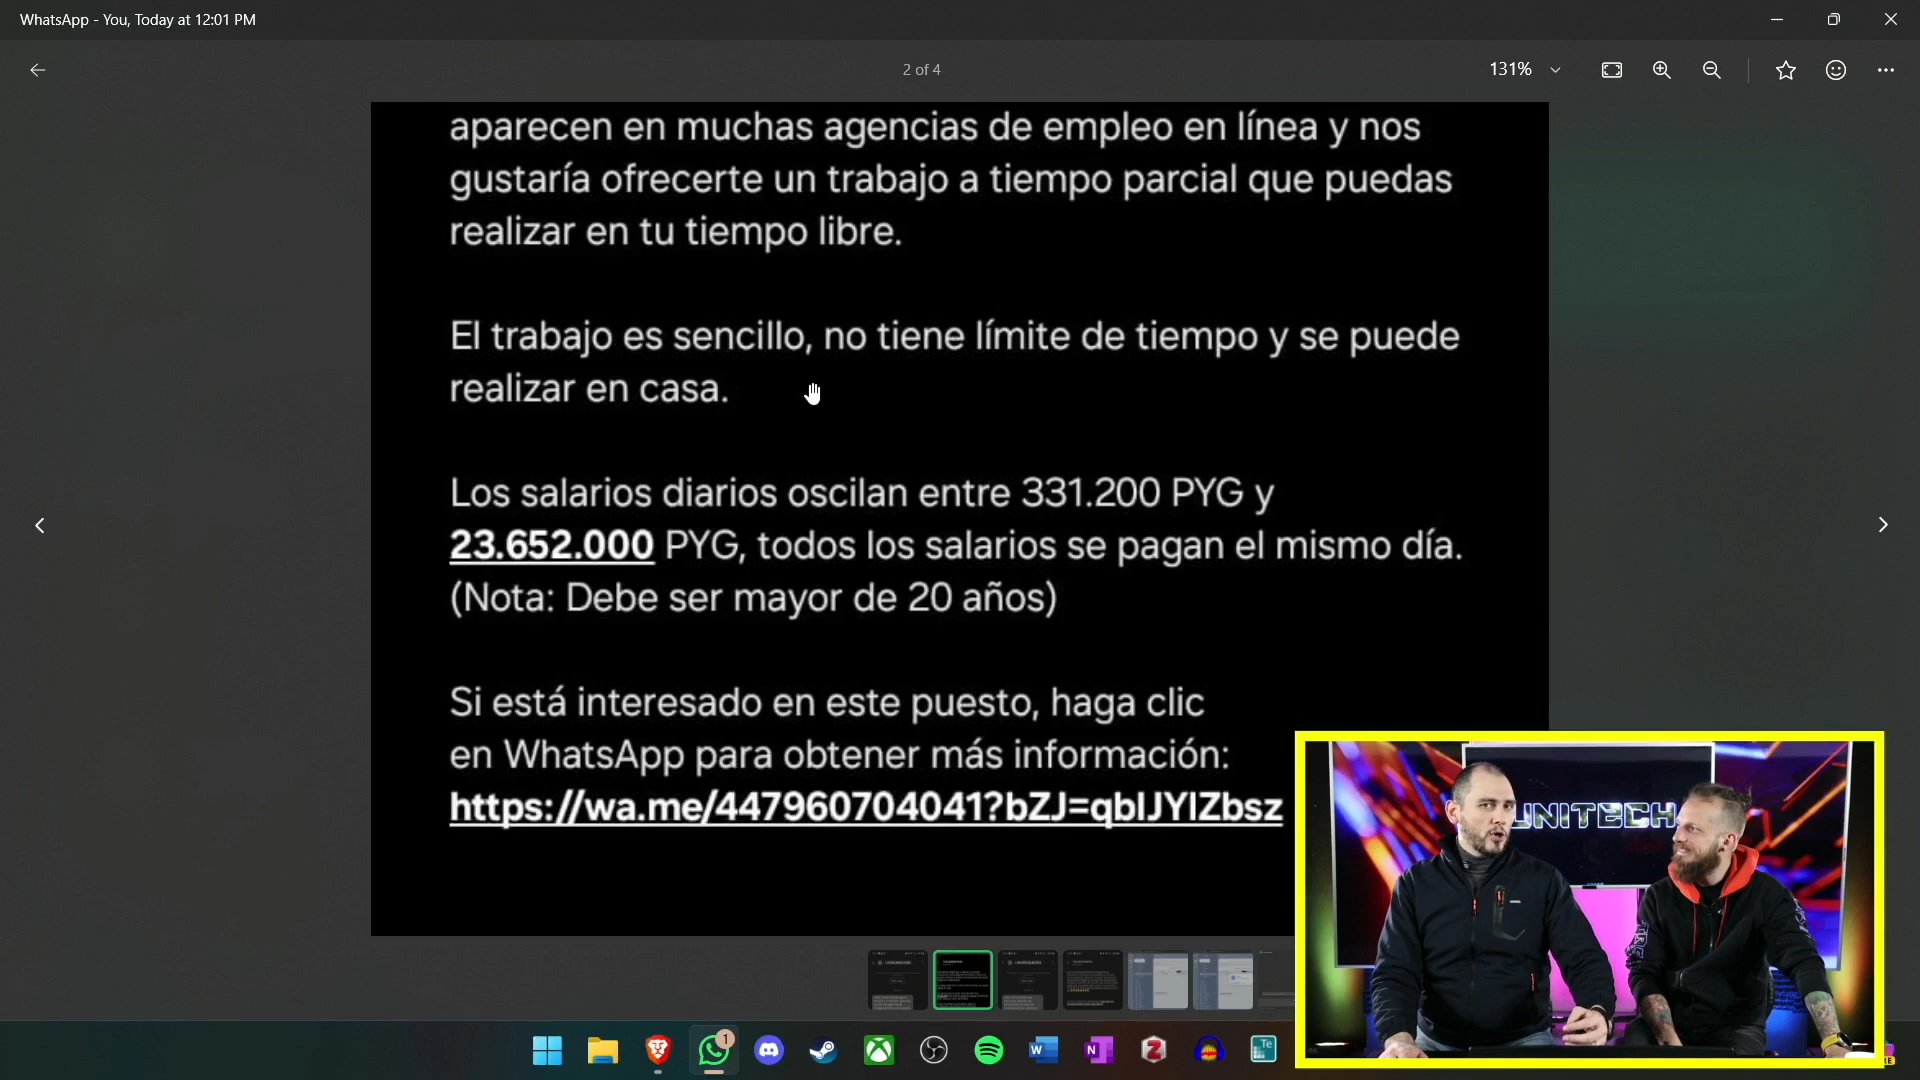 WhatsApp - You, Today at 12:01 PM
2 of 4
131%
aparecen en muchas agencias de empleo en línea y nos
gustaría ofrecerte un trabajo a tiempo parcial que puedas
realizar en tu tiempo libre.
El trabajo es sencillo, no tiene límite de tiempo y se puede
realizar en casa.
Los salarios diarios oscilan entre 331.200 PYG y
23.652.000 PYG, todos los salarios se pagan el mismo día.
(Nota: Debe ser mayor de 20 años)
Si está interesado en este puesto, haga clic
en WhatsApp para obtener más información:
https://wa.me/447960704041?bZJ=qblJYlZbsz
UNITECH
1
W
N
Z
Te